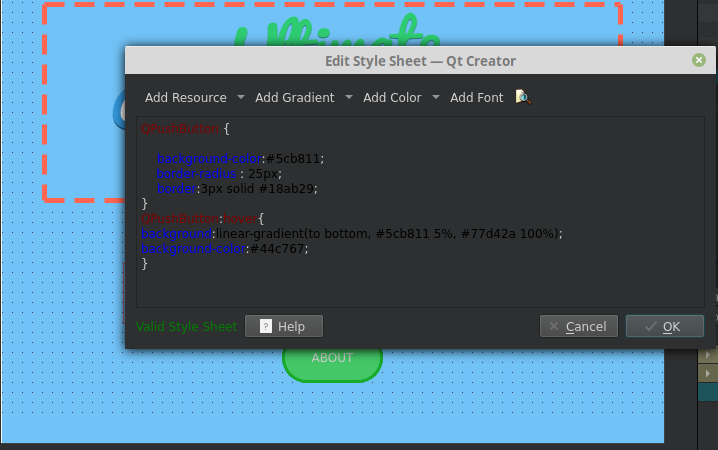 Ultimate
Edit Style Sheet — Qt Creator
Add Resource Add Gradient Add Color Add Font
QPushButton {
background-color:#5cb811;
border-radius : 25px;
border:3px solid #18ab29;
}
QPushButton:hover{
background:linear-gradient(to bottom, #5cb811 5%, #77d42a 100%);
background-color:#44c767;
}
Valid Style Sheet ? Help Cancel OK
ABOUT